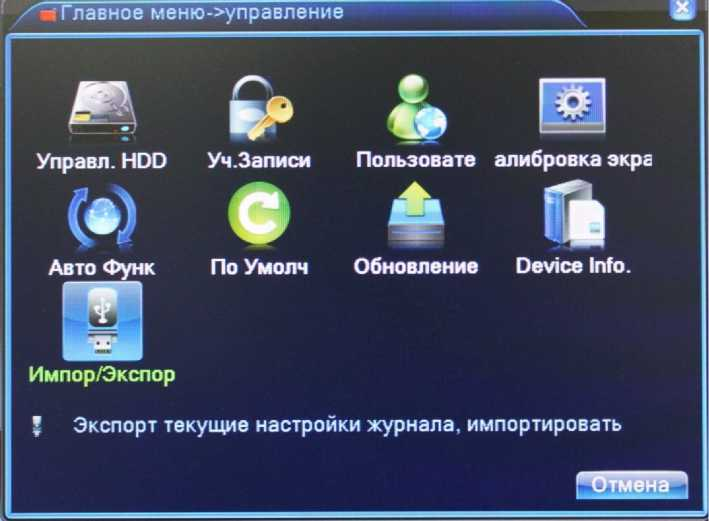 Главное меню->управление
Управл. HDD
Уч.Записи
Пользовате
алибровка экра
Авто Функ
По Умолч
Обновление
Device Info.
Импор/Экспор
Экспорт текущие настройки журнала, импортировать
Отмена